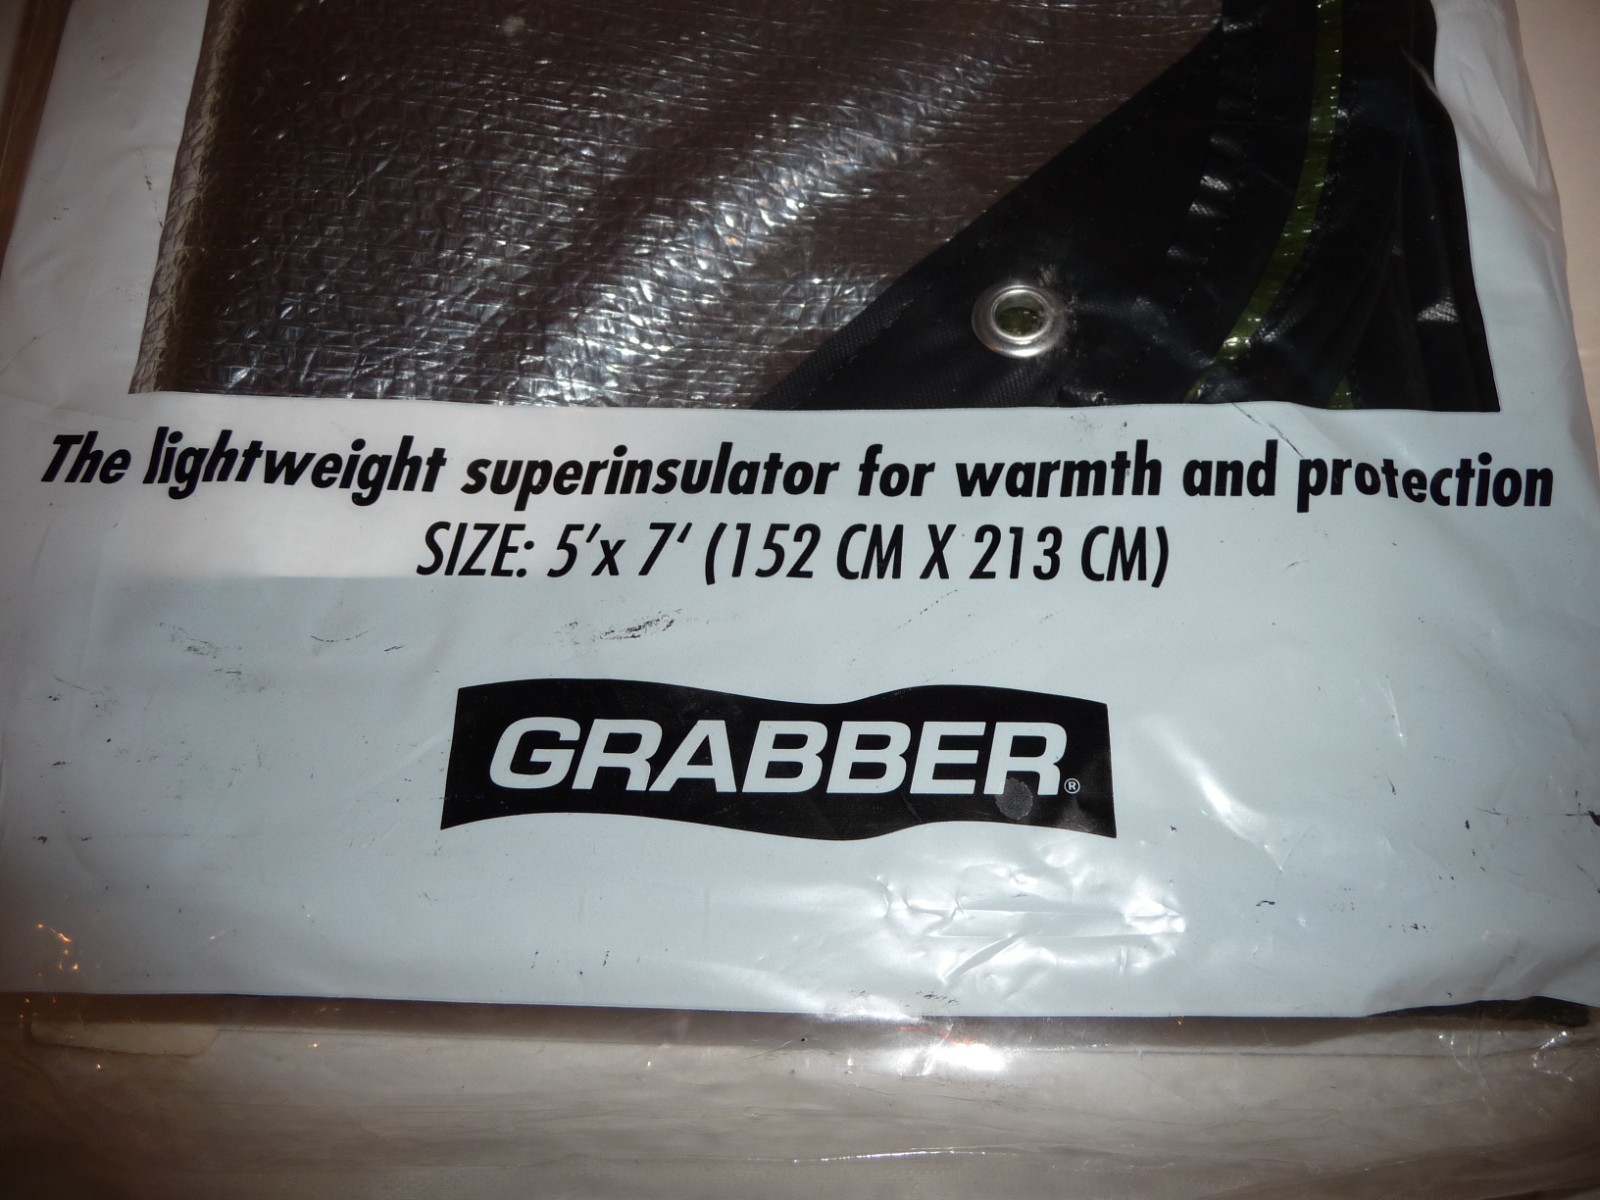 The lightweight superinsulator for warmth and protection
SIZE: 5'x 7' (152 CM X 213 CM)
GRABBER®